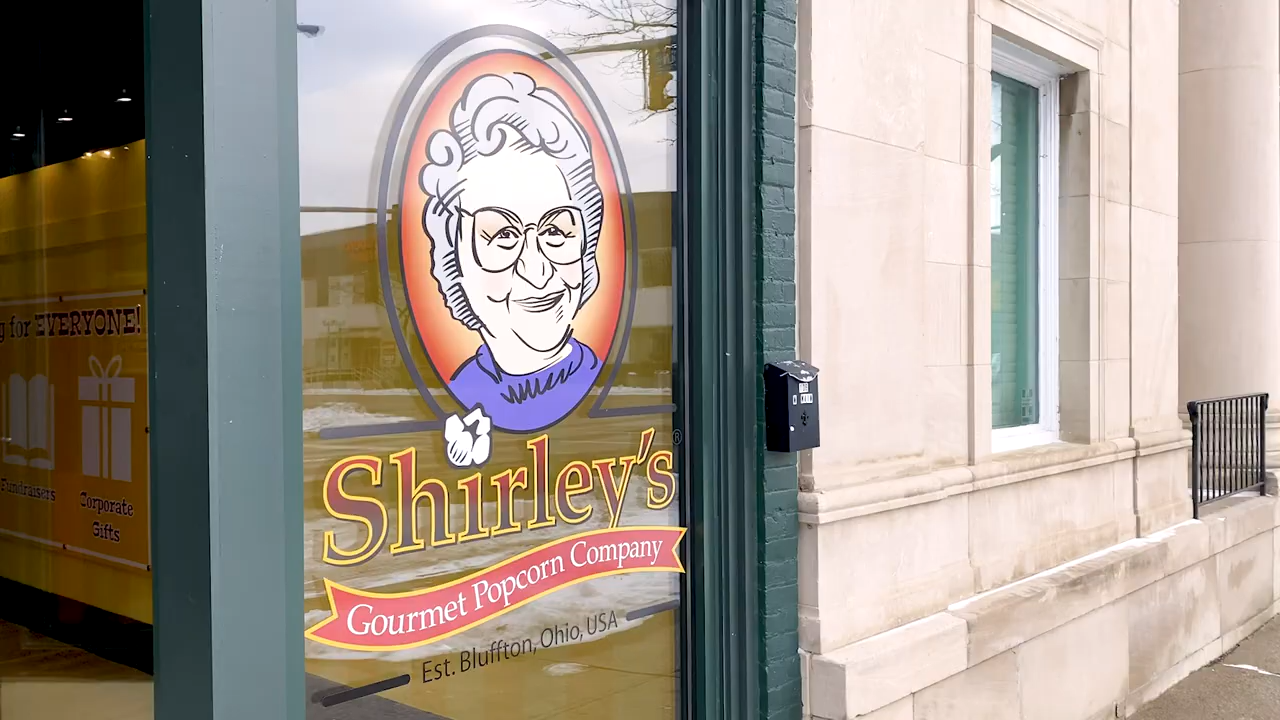 g for EVERYONE!
Fundraisers
Corporate
Gifts
Shirley's®
Gourmet Popcorn Company
Est. Bluffton, Ohio, USA